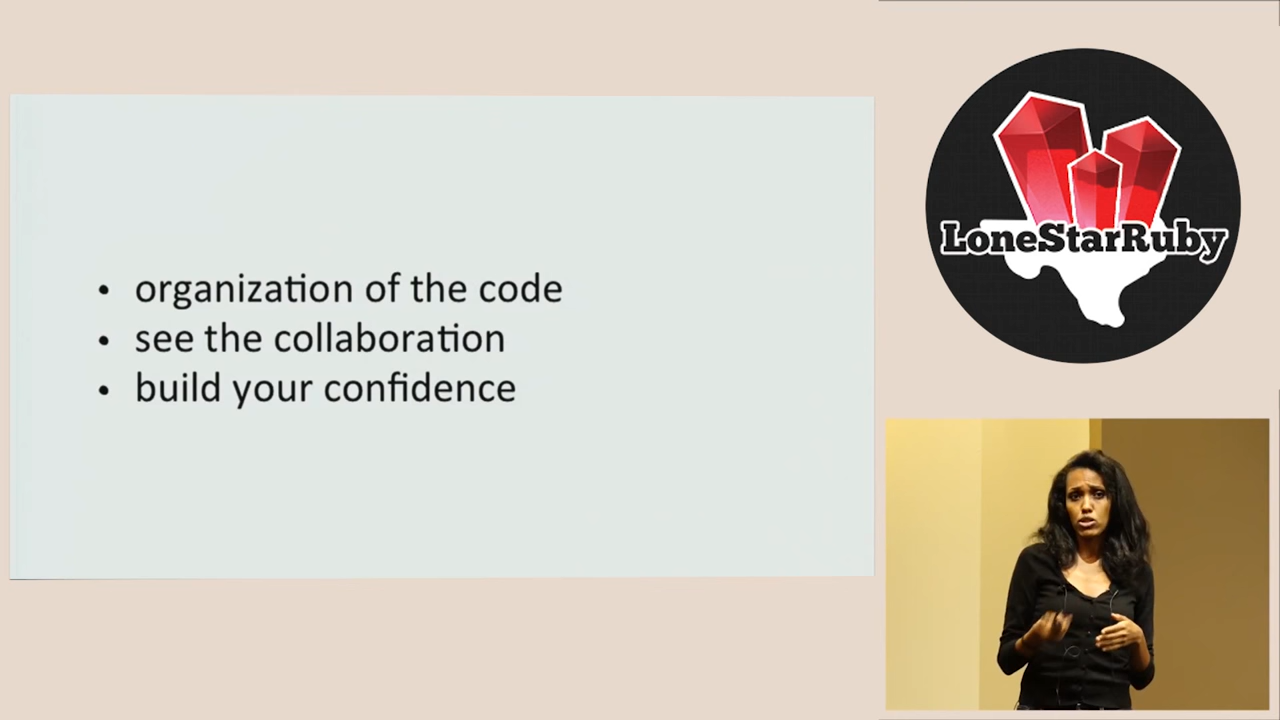 • organization of the code
• see the collaboration
• build your confidence
LoneStarRuby